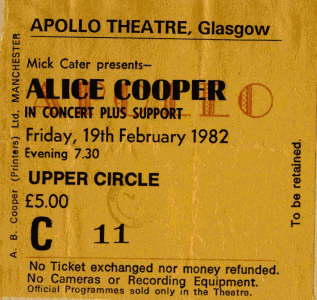 APOLLO THEATRE, Glasgow
Mick Cater presents—
ALICE COOPER
APOLLO
IN CONCERT PLUS SUPPORT
Friday, 19th February 1982
Evening 7.30
UPPER CIRCLE
£5.00
C 11
No Ticket exchanged nor money refunded.
No Cameras or Recording Equipment.
Official Programmes sold only in the Theatre.
A. B. Cooper (Printers) Ltd., MANCHESTER
To be retained.